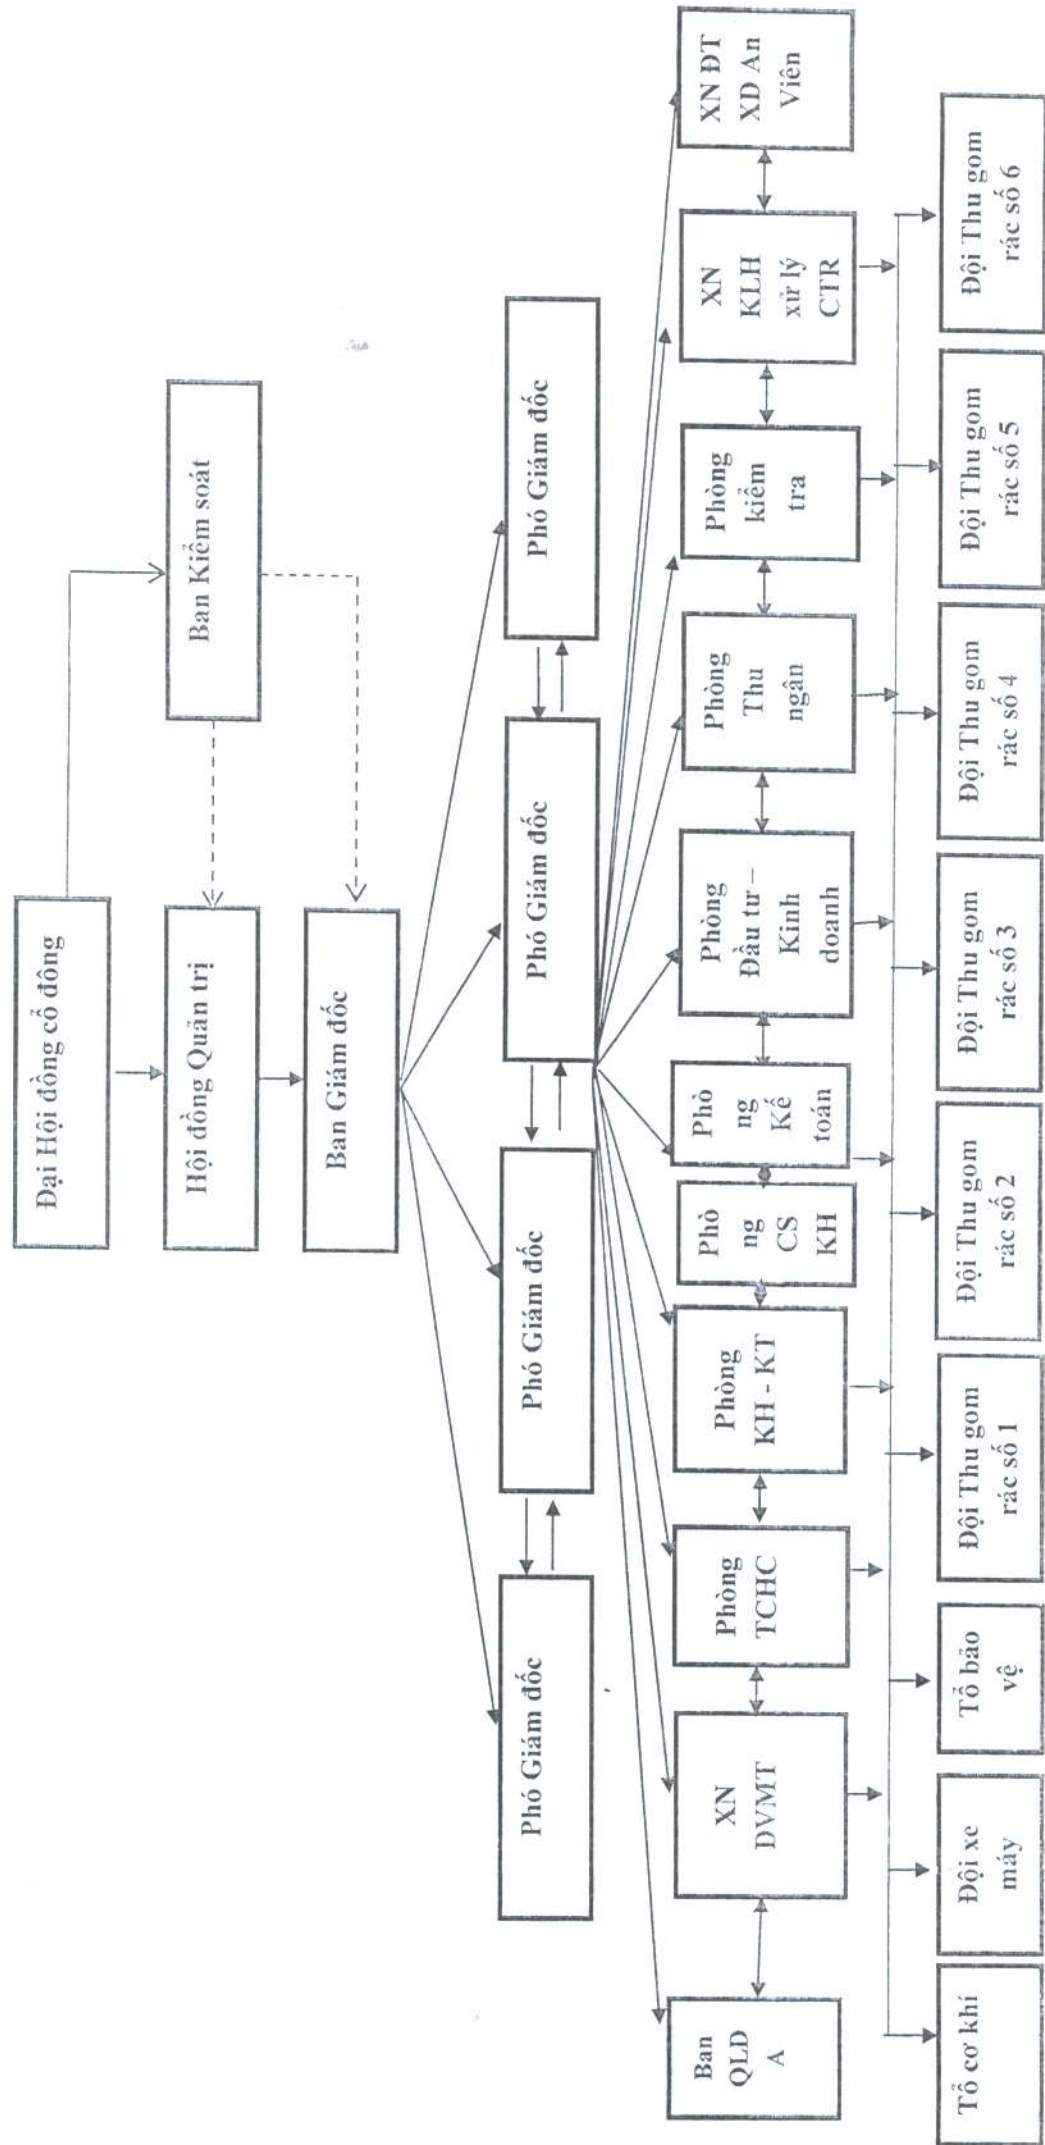 Đại Hội đồng cổ đông
Hội đồng Quản trị
Ban Kiểm soát
Ban Giám đốc
Phó Giám đốc
Phó Giám đốc
Phó Giám đốc
Phó Giám đốc
Ban
QLD
A
XN
DVMT
Phòng
TCHC
Phòng
KH - KT
Phò
ng
CS
KH
Phò
ng
Kế
toán
Phòng
Đầu tư –
Kinh
doanh
Phòng
Thu
ngân
Phòng
kiểm
tra
XN
KLH
xử lý
CTR
XN ĐT
XD An
Viên
Tổ cơ khí
Đội xe
máy
Tổ bảo
vệ
Đội Thu gom
rác số 1
Đội Thu gom
rác số 2
Đội Thu gom
rác số 3
Đội Thu gom
rác số 4
Đội Thu gom
rác số 5
Đội Thu gom
rác số 6